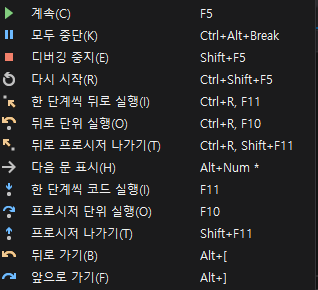 계속(C) F5
모두 중단(K) Ctrl+Alt+Break
디버깅 중지(E) Shift+F5
다시 시작(R) Ctrl+Shift+F5
한 단계씩 뒤로 실행(I) Ctrl+R, F11
뒤로 단위 실행(O) Ctrl+R, F10
뒤로 프로시저 나가기(T) Ctrl+R, Shift+F11
다음 문 표시(H) Alt+Num *
한 단계씩 코드 실행(I) F11
프로시저 단위 실행(O) F10
프로시저 나가기(T) Shift+F11
뒤로 가기(B) Alt+[
앞으로 가기(F) Alt+]